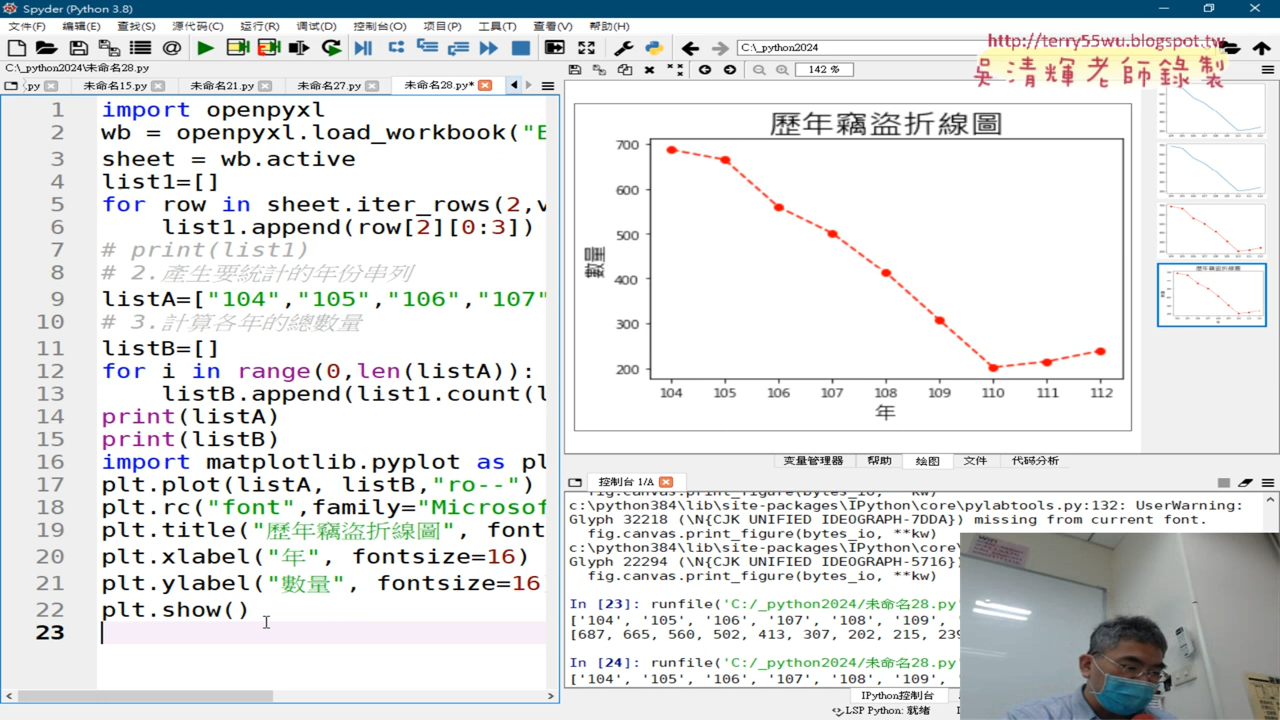 Spyder (Python 3.8)
文件(F) 编辑(E) 查找(S) 源代码(C) 运行(R) 调试(D) 控制台(O) 项目(P) 工具(T) 查看(V) 帮助(H)
C:\_python2024
http://terry55wu.blogspot.tw
吳清輝老師錄製
C:\_python2024\未命名28.py
142 %
.py 未命名15.py 未命名21.py 未命名27.py 未命名28.py*
1 import openpyxl
2 wb = openpyxl.load_workbook("E
3 sheet = wb.active
4 list1=[]
5 for row in sheet.iter_rows(2,v
6 list1.append(row[2][0:3])
7 # print(list1)
8 # 2.產生要統計的年份串列
9 listA=["104","105","106","107"
10 # 3.計算各年的總數量
11 listB=[]
12 for i in range(0,len(listA)):
13 listB.append(list1.count(l
14 print(listA)
15 print(listB)
16 import matplotlib.pyplot as pl
17 plt.plot(listA, listB,"ro--")
18 plt.rc("font",family="Microsof
19 plt.title("歷年竊盜折線圖", font
20 plt.xlabel("年", fontsize=16)
21 plt.ylabel("數量", fontsize=16
22 plt.show()
23
歷年竊盜折線圖
700
600
500
400
300
200
數量
104 105 106 107 108 109 110 111 112
年
变量管理器 帮助 绘图 文件 代码分析
控制台 1/A
fig.canvas.print_figure(bytes_io, **kw)
c:\python384\lib\site-packages\IPython\core\pylabtools.py:132: UserWarning:
Glyph 32218 (\N{CJK UNIFIED IDEOGRAPH-7DDA}) missing from current font.
fig.canvas.print_figure(bytes_io, **kw)
c:\python384\lib\site-packages\IPython\core\
Glyph 22294 (\N{CJK UNIFIED IDEOGRAPH-5716})
fig.canvas.print_figure(bytes_io, **kw)
In [23]: runfile('C:/_python2024/未命名28.py
['104', '105', '106', '107', '108', '109',
[687, 665, 560, 502, 413, 307, 202, 215, 239
In [24]: runfile('C:/_python2024/未命名28.py
['104', '105', '106', '107', '108', '109',
IPython控制台
LSP Python: 就绪